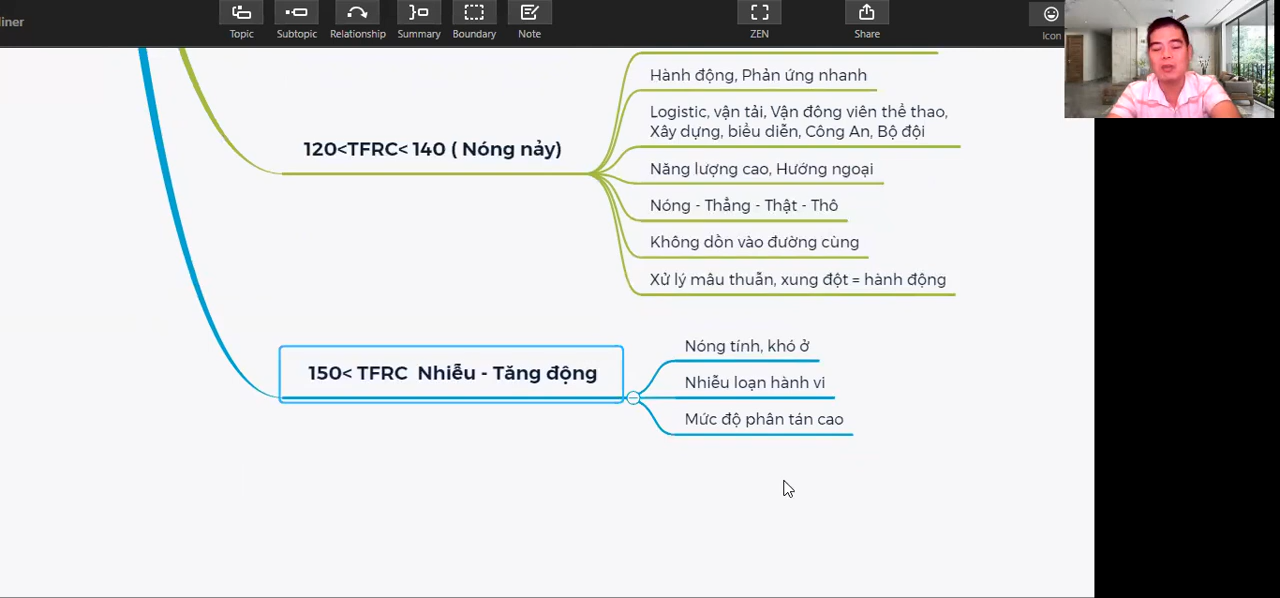 liner
Topic
Subtopic
Relationship
Summary
Boundary
Note
ZEN
Share
Icon
Hành động, Phản ứng nhanh
Logistic, vận tải, Vận đông viên thể thao,
Xây dựng, biểu diễn, Công An, Bộ đội
120<TFRC< 140 ( Nóng nảy)
Năng lượng cao, Hướng ngoại
Nóng - Thẳng - Thật - Thô
Không dồn vào đường cùng
Xử lý mâu thuẫn, xung đột = hành động
150< TFRC  Nhiễu - Tăng động
Nóng tính, khó ở
Nhiễu loạn hành vi
Mức độ phân tán cao